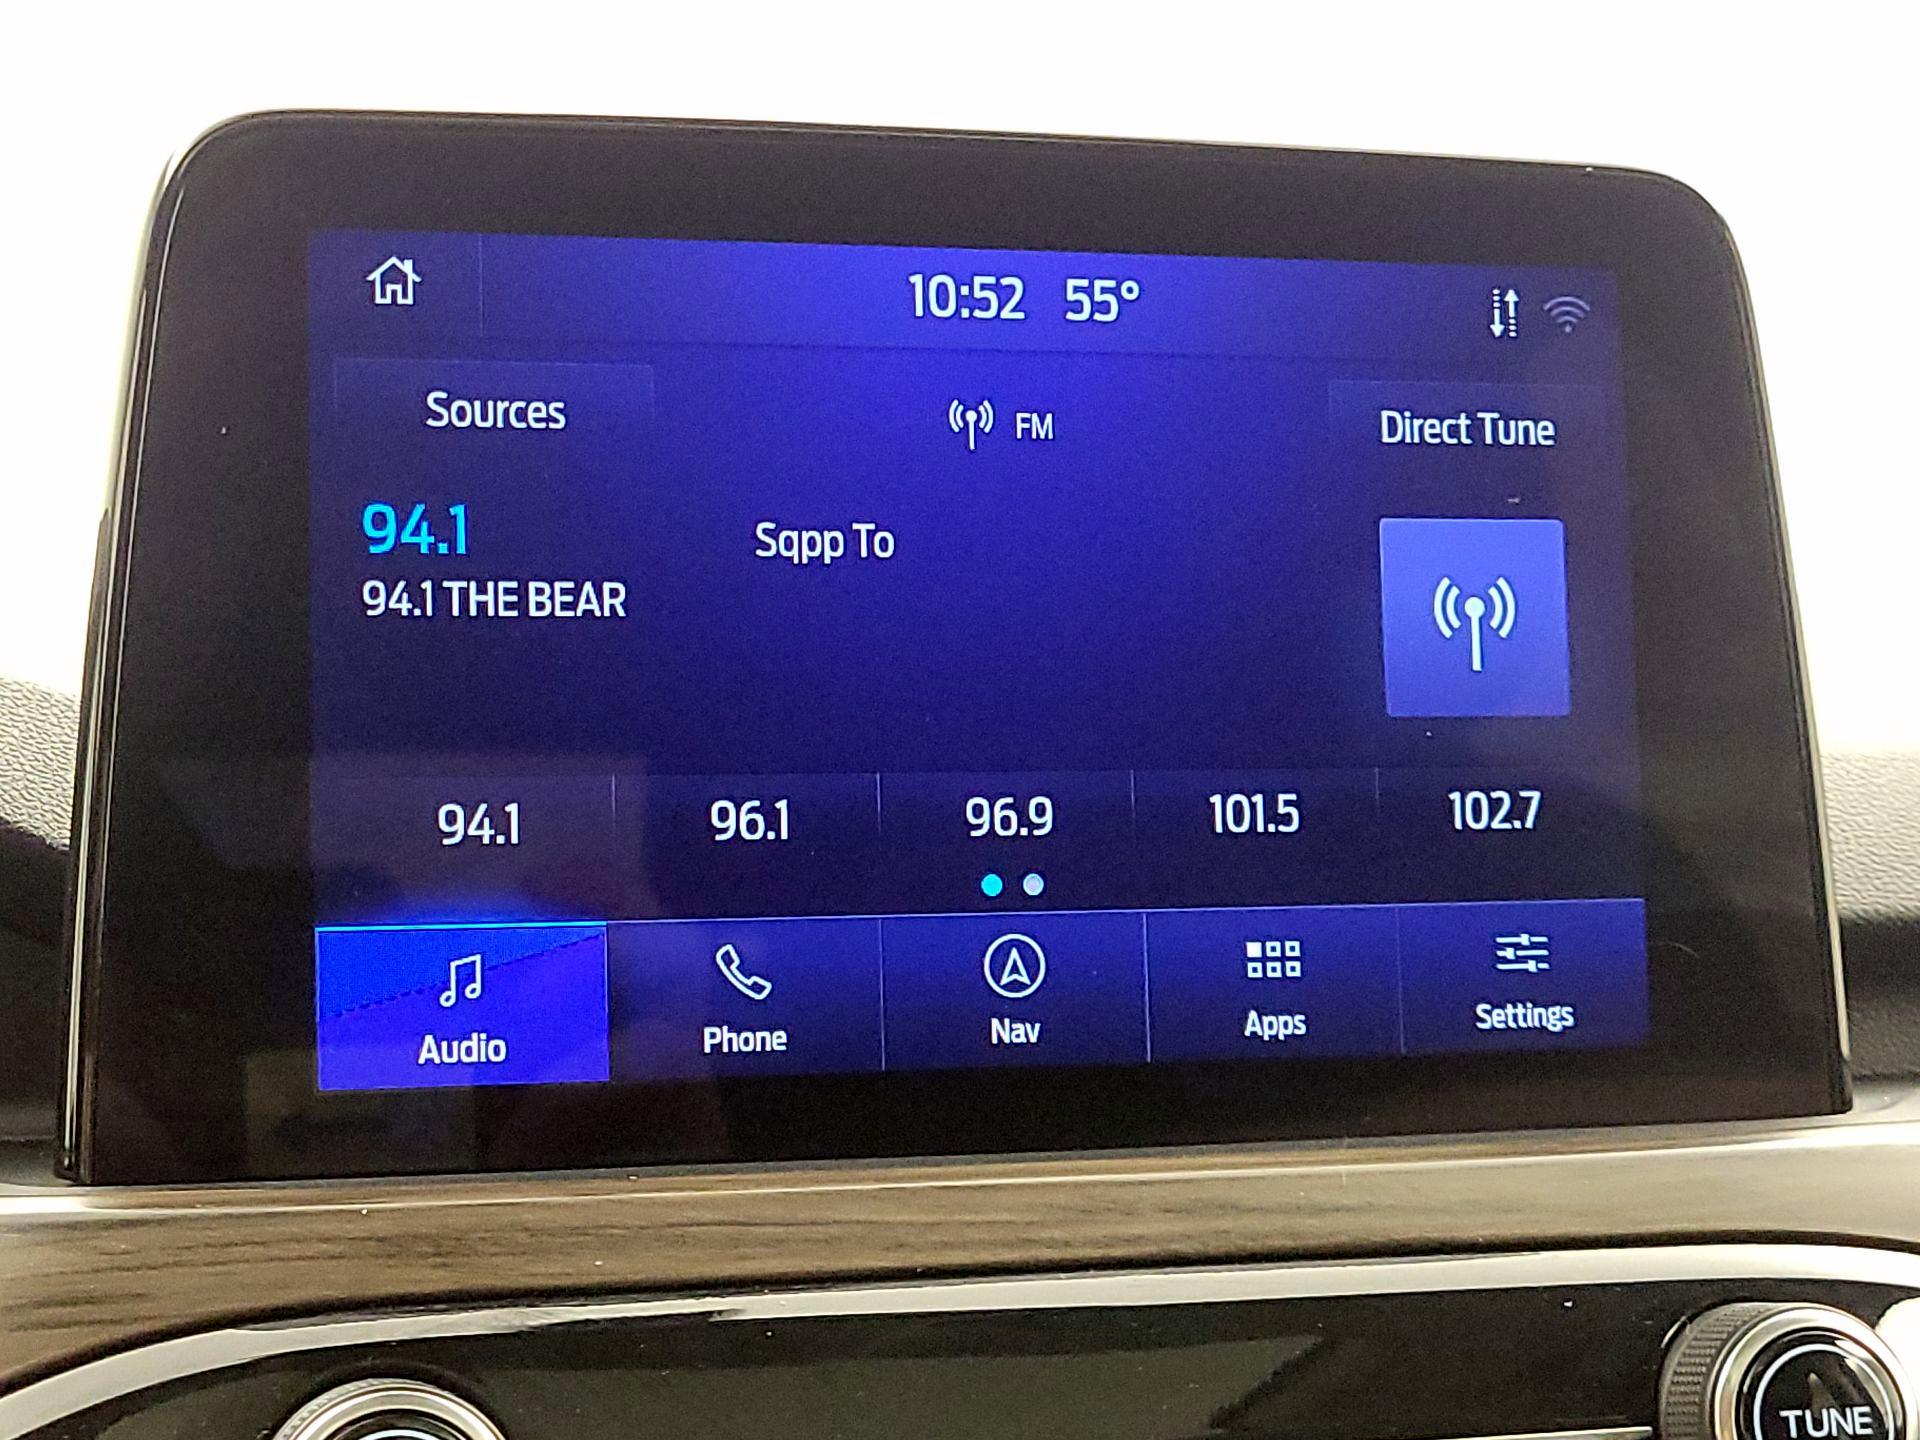 10:52 55°
Sources
FM
Direct Tune
94.1
Sqpp To
94.1 THE BEAR
94.1 96.1 96.9 101.5 102.7
Audio Phone Nav Apps Settings
TUNE